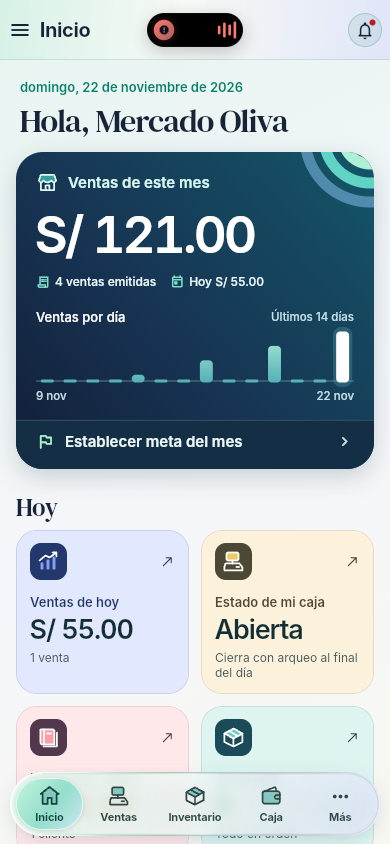 Inicio
domingo, 22 de noviembre de 2026
Hola, Mercado Oliva
Ventas de este mes
S/ 121.00
4 ventas emitidas
Hoy S/ 55.00
Ventas por día
Últimos 14 días
9 nov
22 nov
Establecer meta del mes
Hoy
Ventas de hoy
S/ 55.00
1 venta
Estado de mi caja
Abierta
Cierra con arqueo al final
del día
Inicio
Ventas
Inventario
Caja
Más